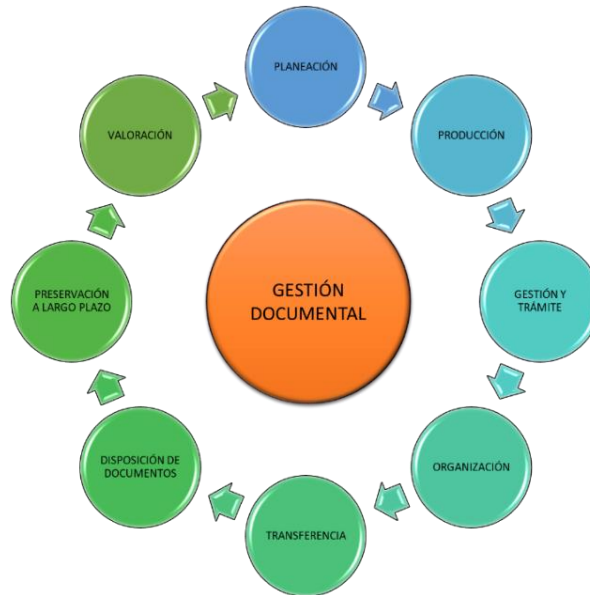 PLANEACIÓN
PRODUCCIÓN
GESTIÓN Y
TRÁMITE
ORGANIZACIÓN
TRANSFERENCIA
DISPOSICIÓN DE
DOCUMENTOS
PRESERVACIÓN
A LARGO PLAZO
VALORACIÓN
GESTIÓN
DOCUMENTAL